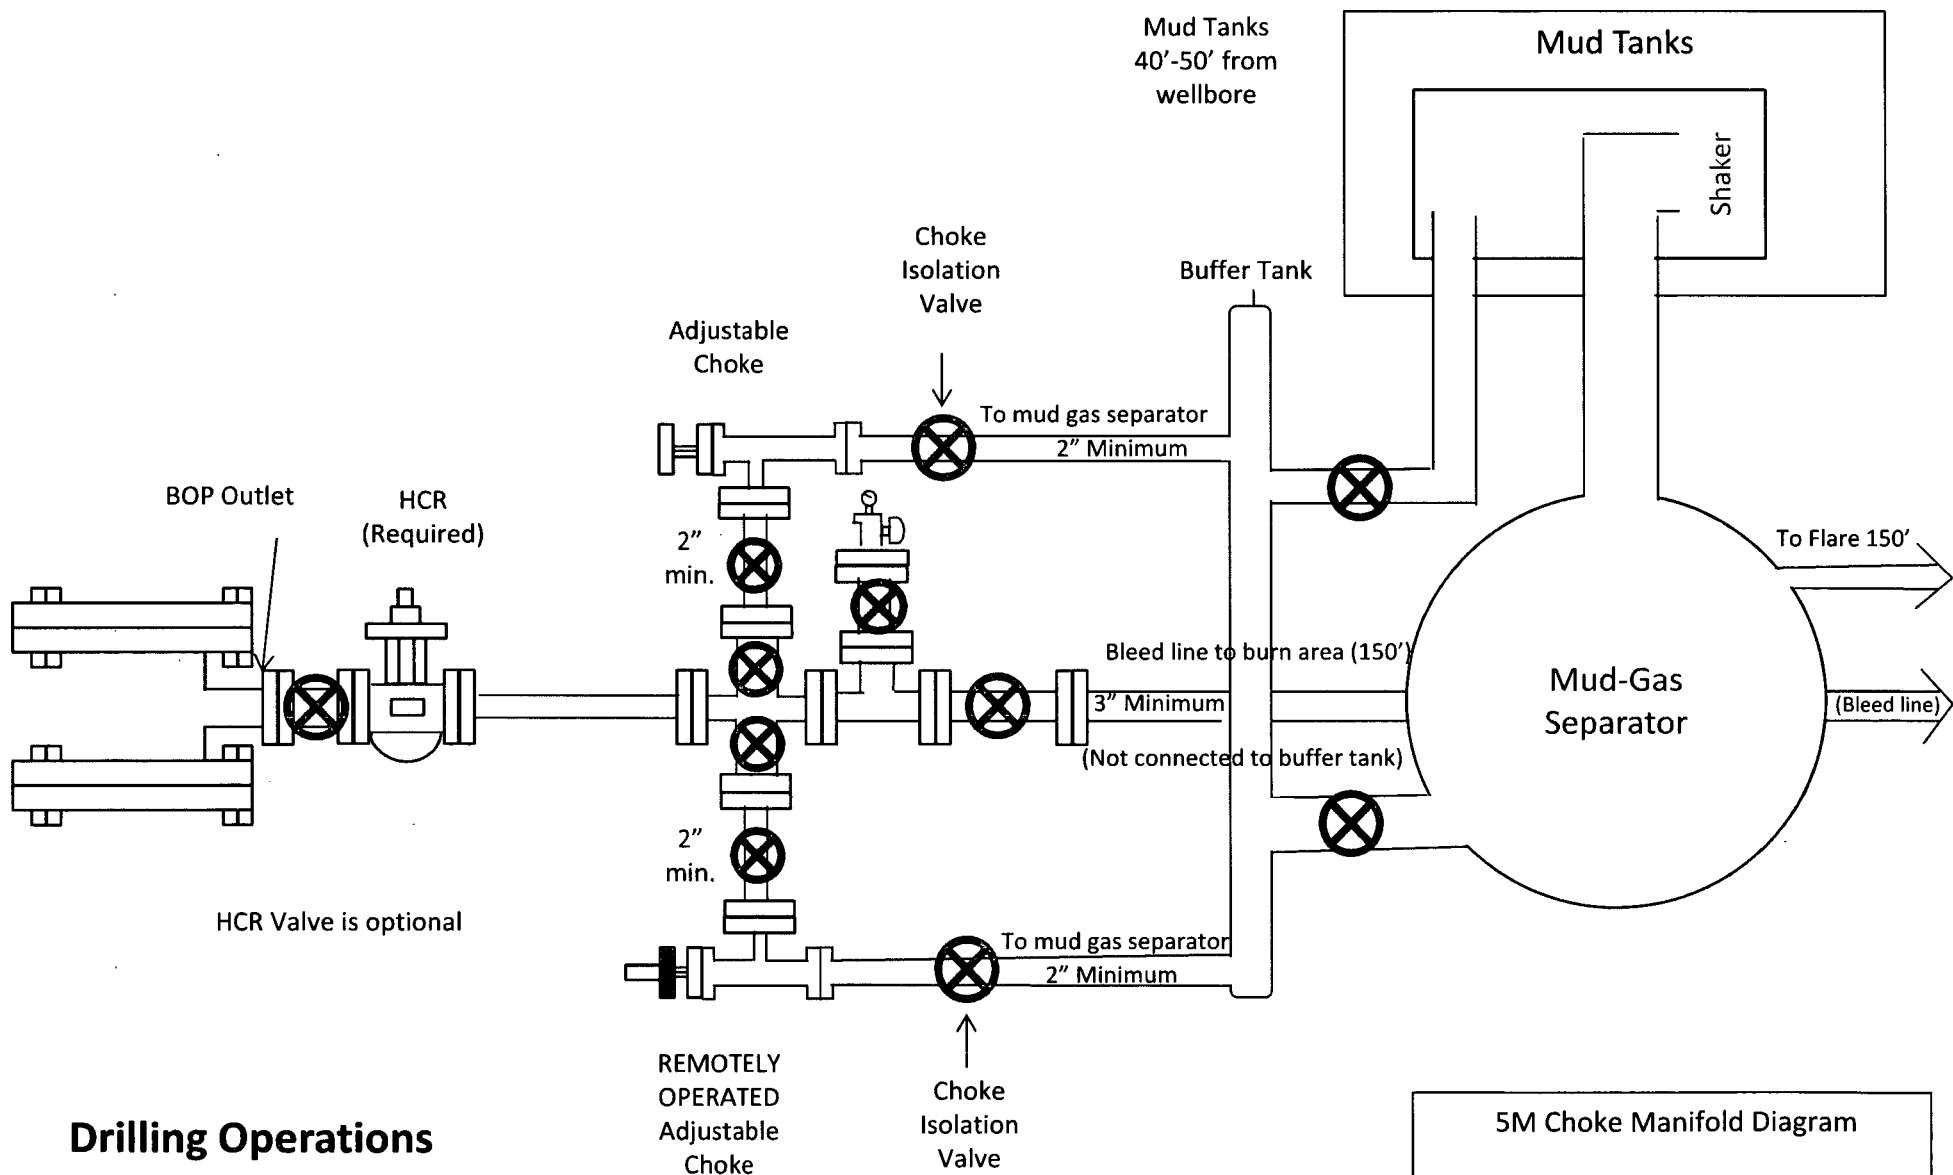 Mud Tanks
40'-50' from
wellbore
Mud Tanks
Shaker
Choke
Isolation
Valve
Buffer Tank
Adjustable
Choke
To mud gas separator
2" Minimum
BOP Outlet
HCR
(Required)
2"
min.
To Flare 150'
Bleed line to burn area (150')
3" Minimum
(Not connected to buffer tank)
Mud-Gas
Separator
(Bleed line)
2"
min.
HCR Valve is optional
To mud gas separator
2" Minimum
REMOTELY
OPERATED
Adjustable
Choke
Choke
Isolation
Valve
Drilling Operations
5M Choke Manifold Diagram